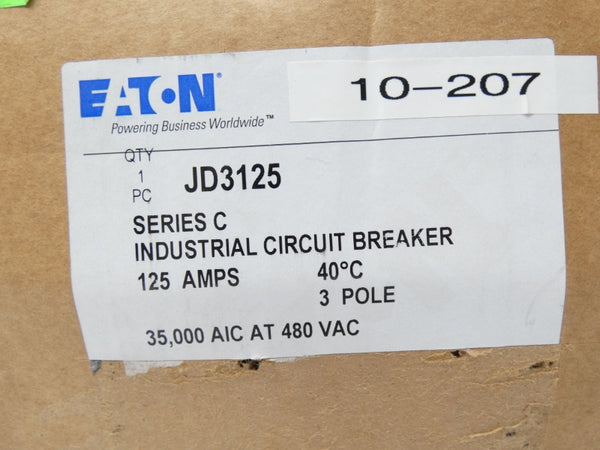 EATON
Powering Business Worldwide™
10-207
QTY
1
PC
JD3125
SERIES C
INDUSTRIAL CIRCUIT BREAKER
125 AMPS 40°C
3 POLE
35,000 AIC AT 480 VAC